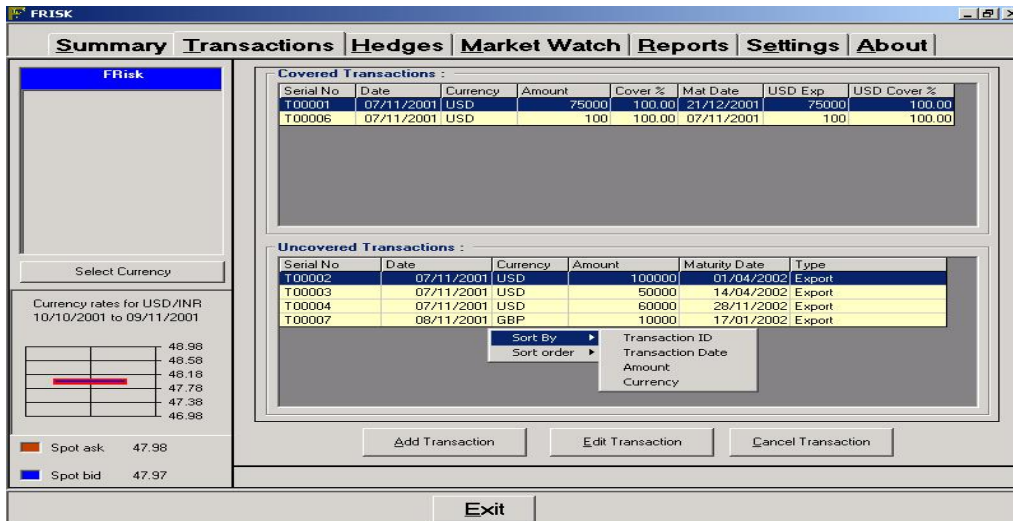 FRISK
Summary Transactions Hedges Market Watch Reports Settings About
FRisk
Select Currency
Currency rates for USD/INR
10/10/2001 to 09/11/2001
48.98
48.58
48.18
47.78
47.38
46.98
Spot ask 47.98
Spot bid 47.97
Covered Transactions :
Serial No Date Currency Amount Cover % Mat Date USD Exp USD Cover %
T00001 07/11/2001 USD 75000 100.00 21/12/2001 75000 100.00
T00006 07/11/2001 USD 100 100.00 07/11/2001 100 100.00
Uncovered Transactions :
Serial No Date Currency Amount Maturity Date Type
T00002 07/11/2001 USD 100000 01/04/2002 Export
T00003 07/11/2001 USD 50000 14/04/2002 Export
T00004 07/11/2001 USD 60000 28/11/2002 Export
T00007 08/11/2001 GBP 10000 17/01/2002 Export
Sort By
Sort order
Transaction ID
Transaction Date
Amount
Currency
Add Transaction Edit Transaction Cancel Transaction
Exit